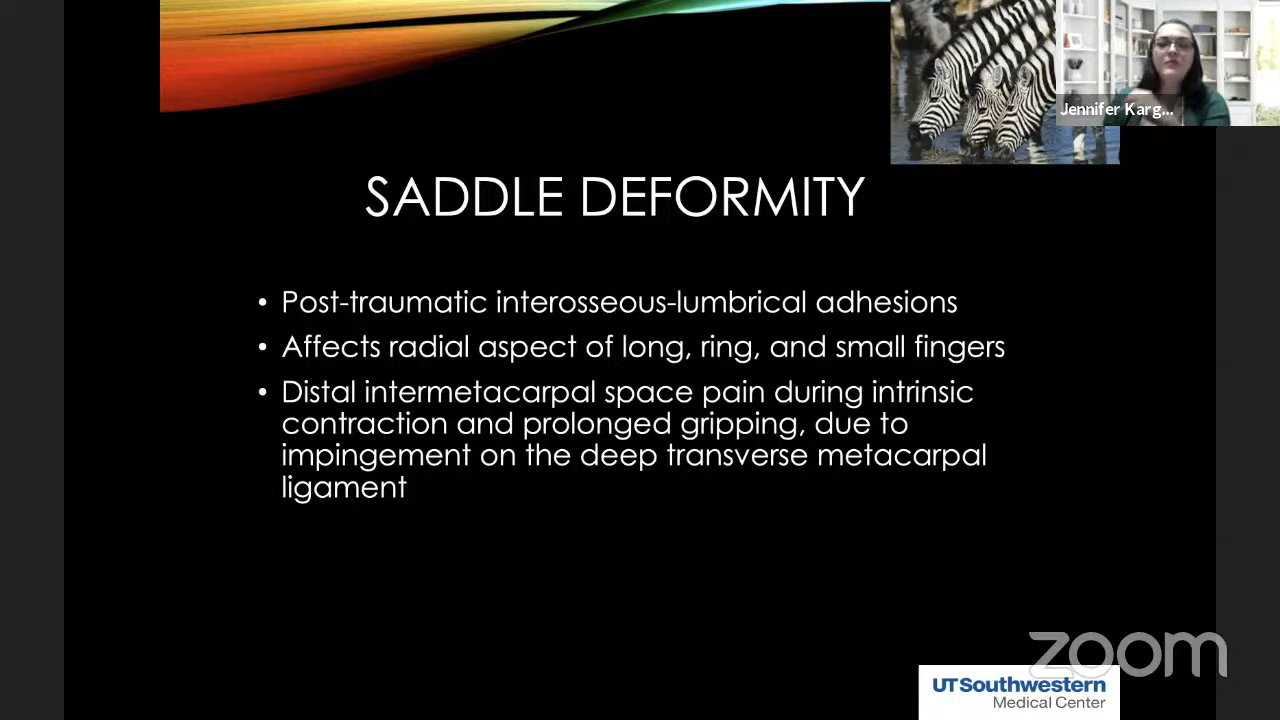 Jennifer Karg...
SADDLE DEFORMITY
• Post-traumatic interosseous-lumbrical adhesions
• Affects radial aspect of long, ring, and small fingers
• Distal intermetacarpal space pain during intrinsic
contraction and prolonged gripping, due to
impingement on the deep transverse metacarpal
ligament
zoom
UTSouthwestern
Medical Center